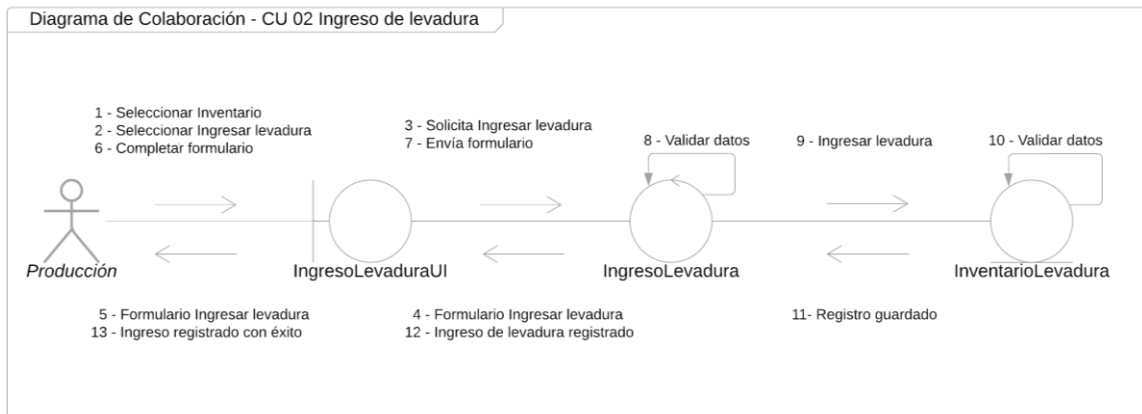 Diagrama de Colaboración - CU 02 Ingreso de levadura
1 - Seleccionar Inventario
2 - Seleccionar Ingresar levadura
6 - Completar formulario
3 - Solicita Ingresar levadura
7 - Envía formulario
8 - Validar datos
9 - Ingresar levadura
10 - Validar datos
Producción
IngresoLevaduraUI
IngresoLevadura
InventarioLevadura
5 - Formulario Ingresar levadura
13 - Ingreso registrado con éxito
4 - Formulario Ingresar levadura
12 - Ingreso de levadura registrado
11- Registro guardado